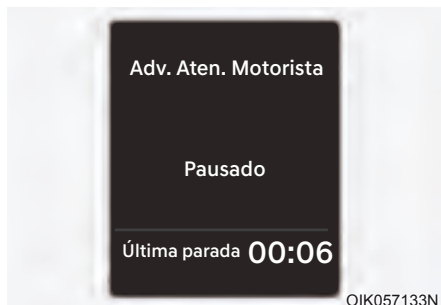 Adv. Aten. Motorista
Pausado
Última parada 00:06
OIK057133N